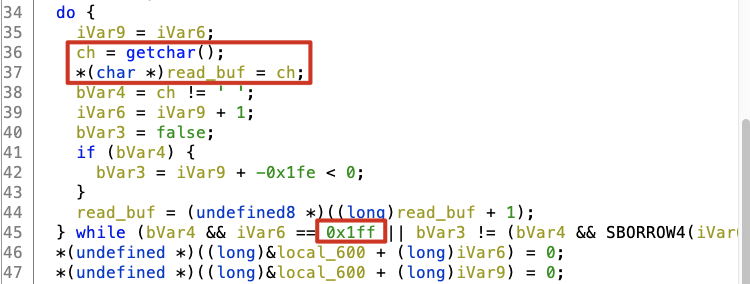 34 do {
35 iVar9 = iVar6;
36 ch = getchar();
37 *(char *)read_buf = ch;
38 bVar4 = ch != ' ';
39 iVar6 = iVar9 + 1;
40 bVar3 = false;
41 if (bVar4) {
42 bVar3 = iVar9 + -0x1fe < 0;
43 }
44 read_buf = (undefined8 *)((long)read_buf + 1);
45 } while (bVar4 && iVar6 == 0x1ff || bVar3 != (bVar4 && SBORROW4(iVar6
46 *(undefined *)((long)&local_600 + (long)iVar6) = 0;
47 *(undefined *)((long)&local_600 + (long)iVar9) = 0;